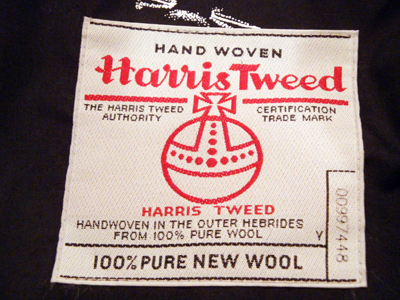 HAND WOVEN
Harris Tweed
THE HARRIS TWEED AUTHORITY
CERTIFICATION TRADE MARK
HARRIS TWEED
HANDWOVEN IN THE OUTER HEBRIDES
FROM 100% PURE WOOL
Y
00397448
100% PURE NEW WOOL